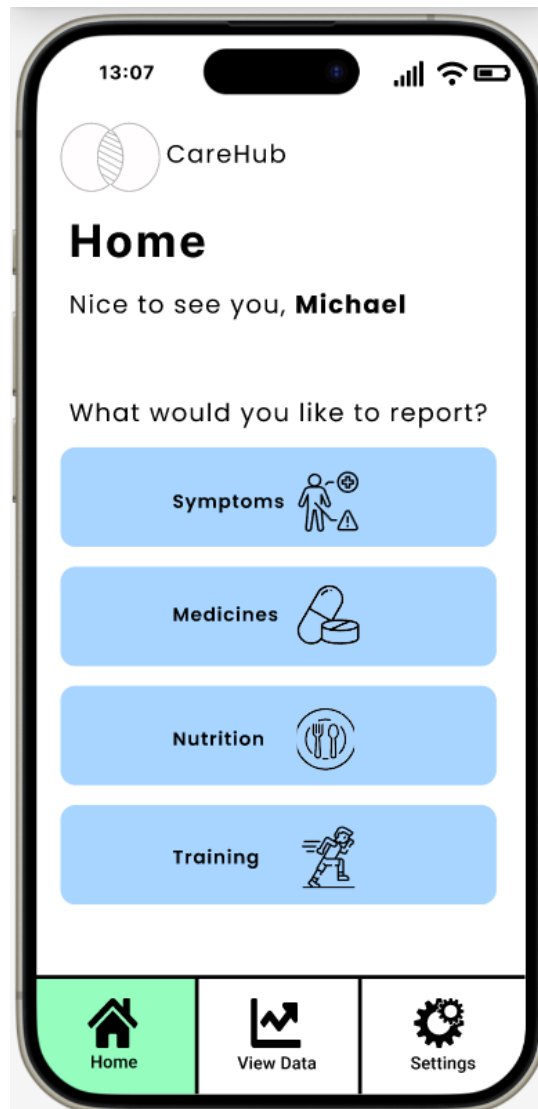 13:07
CareHub
Home
Nice to see you, Michael
What would you like to report?
Symptoms
Medicines
Nutrition
Training
Home
View Data
Settings